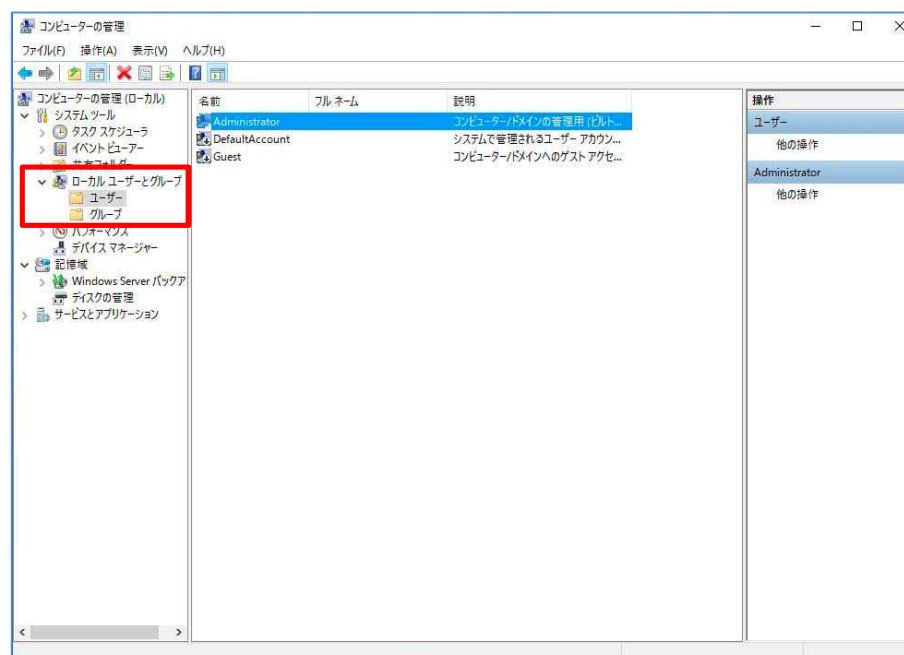 コンピューターの管理
ファイル(F) 操作(A) 表示(V) ヘルプ(H)
コンピューターの管理 (ローカル)
システム ツール
タスク スケジューラ
イベント ビューアー
共有フォルダー
ローカル ユーザーとグループ
ユーザー
グループ
パフォーマンス
デバイス マネージャー
記憶域
Windows Server バックア
ディスクの管理
サービスとアプリケーション
名前 フル ネーム 説明
Administrator コンピューター/ドメインの管理用 (ビルト...
DefaultAccount システムで管理されるユーザー アカウン...
Guest コンピューター/ドメインへのゲスト アクセ...
操作
ユーザー
他の操作
Administrator
他の操作